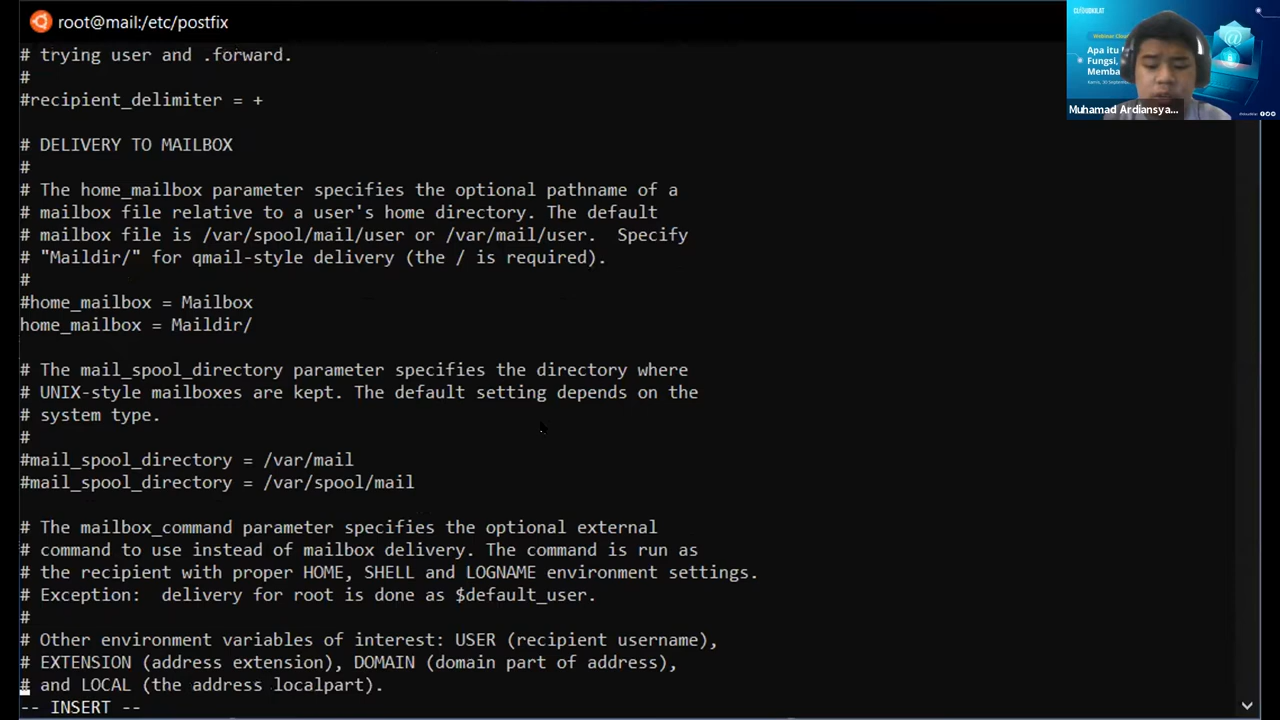 root@mail:/etc/postfix
# trying user and .forward.
#
#recipient_delimiter = +
# DELIVERY TO MAILBOX
#
# The home_mailbox parameter specifies the optional pathname of a
# mailbox file relative to a user's home directory. The default
# mailbox file is /var/spool/mail/user or /var/mail/user.  Specify
# "Maildir/" for qmail-style delivery (the / is required).
#
#home_mailbox = Mailbox
home_mailbox = Maildir/
# The mail_spool_directory parameter specifies the directory where
# UNIX-style mailboxes are kept. The default setting depends on the
# system type.
#
#mail_spool_directory = /var/mail
#mail_spool_directory = /var/spool/mail
# The mailbox_command parameter specifies the optional external
# command to use instead of mailbox delivery. The command is run as
# the recipient with proper HOME, SHELL and LOGNAME environment settings.
# Exception:  delivery for root is done as $default_user.
#
# Other environment variables of interest: USER (recipient username),
# EXTENSION (address extension), DOMAIN (domain part of address),
# and LOCAL (the address localpart).
-- INSERT --
Apa itu
Fungsi,
Memba
Muhamad Ardiansya...